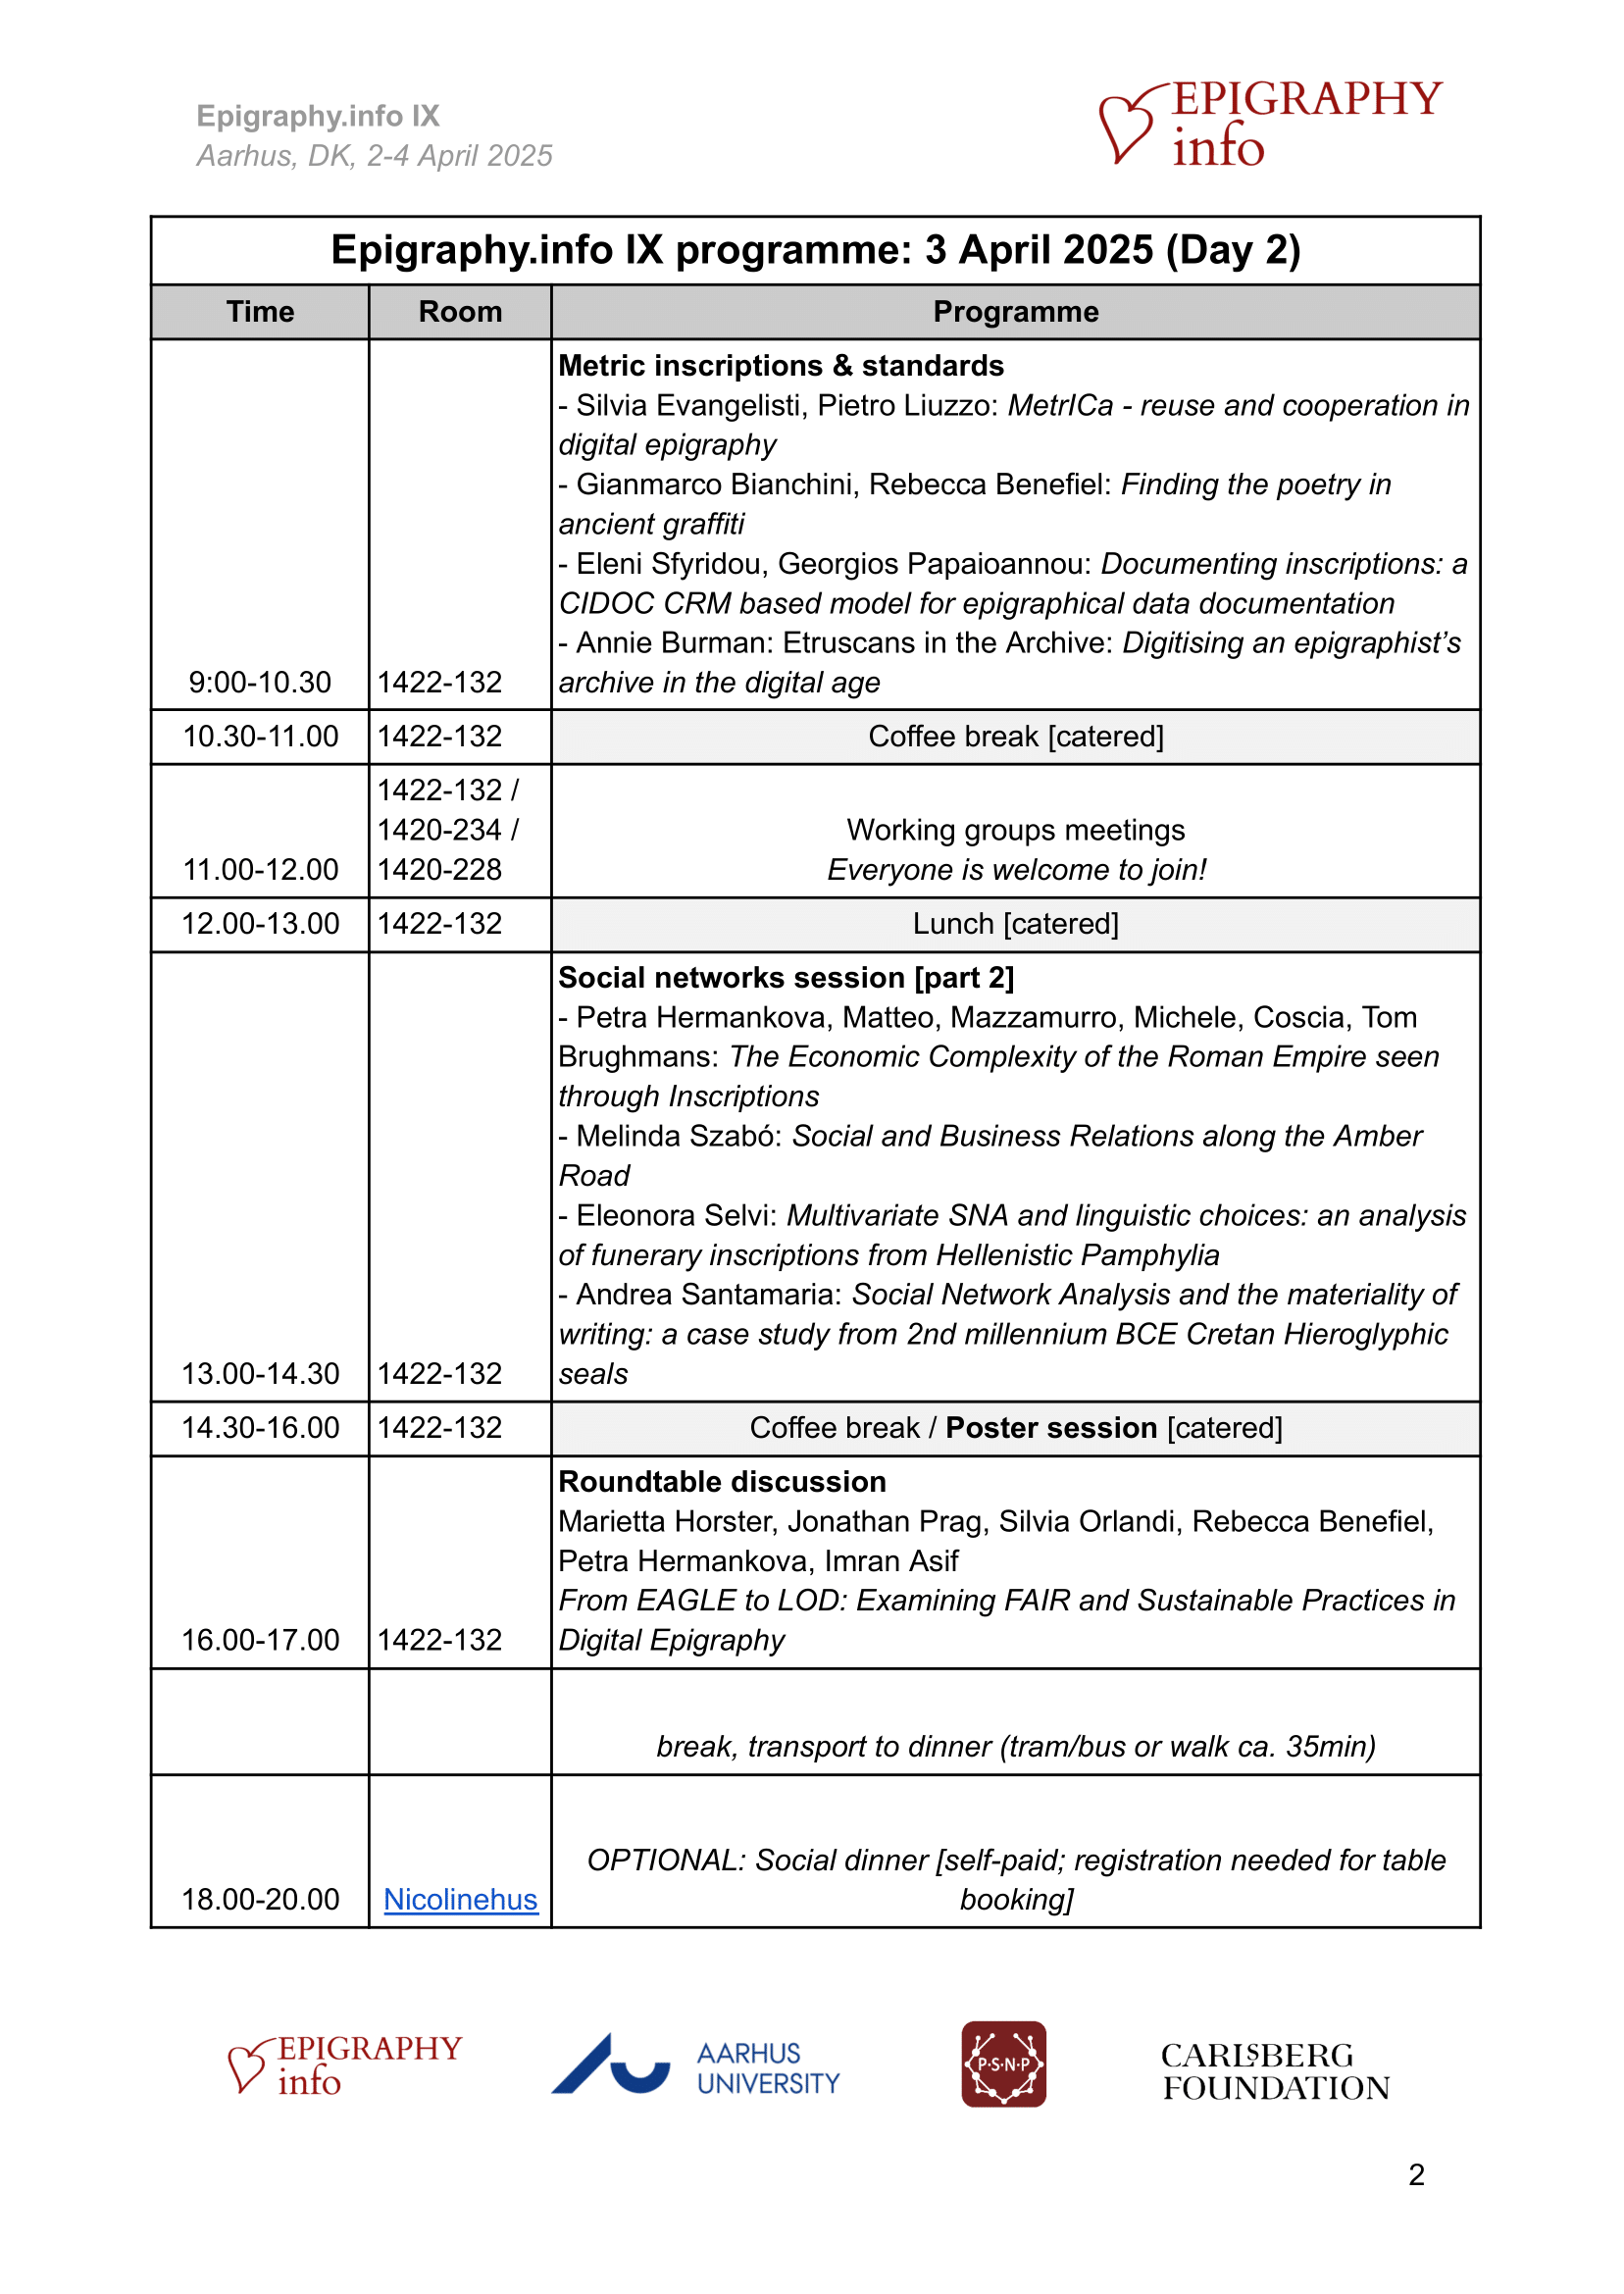 Epigraphy.info IX
Aarhus, DK, 2-4 April 2025
EPIGRAPHY
info
Epigraphy.info IX programme: 3 April 2025 (Day 2)
Time Room Programme
Metric inscriptions & standards
- Silvia Evangelisti, Pietro Liuzzo: MetrICa - reuse and cooperation in
digital epigraphy
- Gianmarco Bianchini, Rebecca Benefiel: Finding the poetry in
ancient graffiti
- Eleni Sfyridou, Georgios Papaioannou: Documenting inscriptions: a
CIDOC CRM based model for epigraphical data documentation
- Annie Burman: Etruscans in the Archive: Digitising an epigraphist’s
9:00-10.30 1422-132 archive in the digital age
10.30-11.00 1422-132 Coffee break [catered]
1422-132 /
1420-234 / Working groups meetings
11.00-12.00 1420-228 Everyone is welcome to join!
12.00-13.00 1422-132 Lunch [catered]
Social networks session [part 2]
- Petra Hermankova, Matteo, Mazzamurro, Michele, Coscia, Tom
Brughmans: The Economic Complexity of the Roman Empire seen
through Inscriptions
- Melinda Szabó: Social and Business Relations along the Amber
Road
- Eleonora Selvi: Multivariate SNA and linguistic choices: an analysis
of funerary inscriptions from Hellenistic Pamphylia
- Andrea Santamaria: Social Network Analysis and the materiality of
writing: a case study from 2nd millennium BCE Cretan Hieroglyphic
13.00-14.30 1422-132 seals
14.30-16.00 1422-132 Coffee break / Poster session [catered]
Roundtable discussion
Marietta Horster, Jonathan Prag, Silvia Orlandi, Rebecca Benefiel,
Petra Hermankova, Imran Asif
From EAGLE to LOD: Examining FAIR and Sustainable Practices in
16.00-17.00 1422-132 Digital Epigraphy
break, transport to dinner (tram/bus or walk ca. 35min)
OPTIONAL: Social dinner [self-paid; registration needed for table
18.00-20.00 Nicolinehus booking]
EPIGRAPHY
info
AARHUS
UNIVERSITY
P·S·N·P
CARLSBERG
FOUNDATION
2